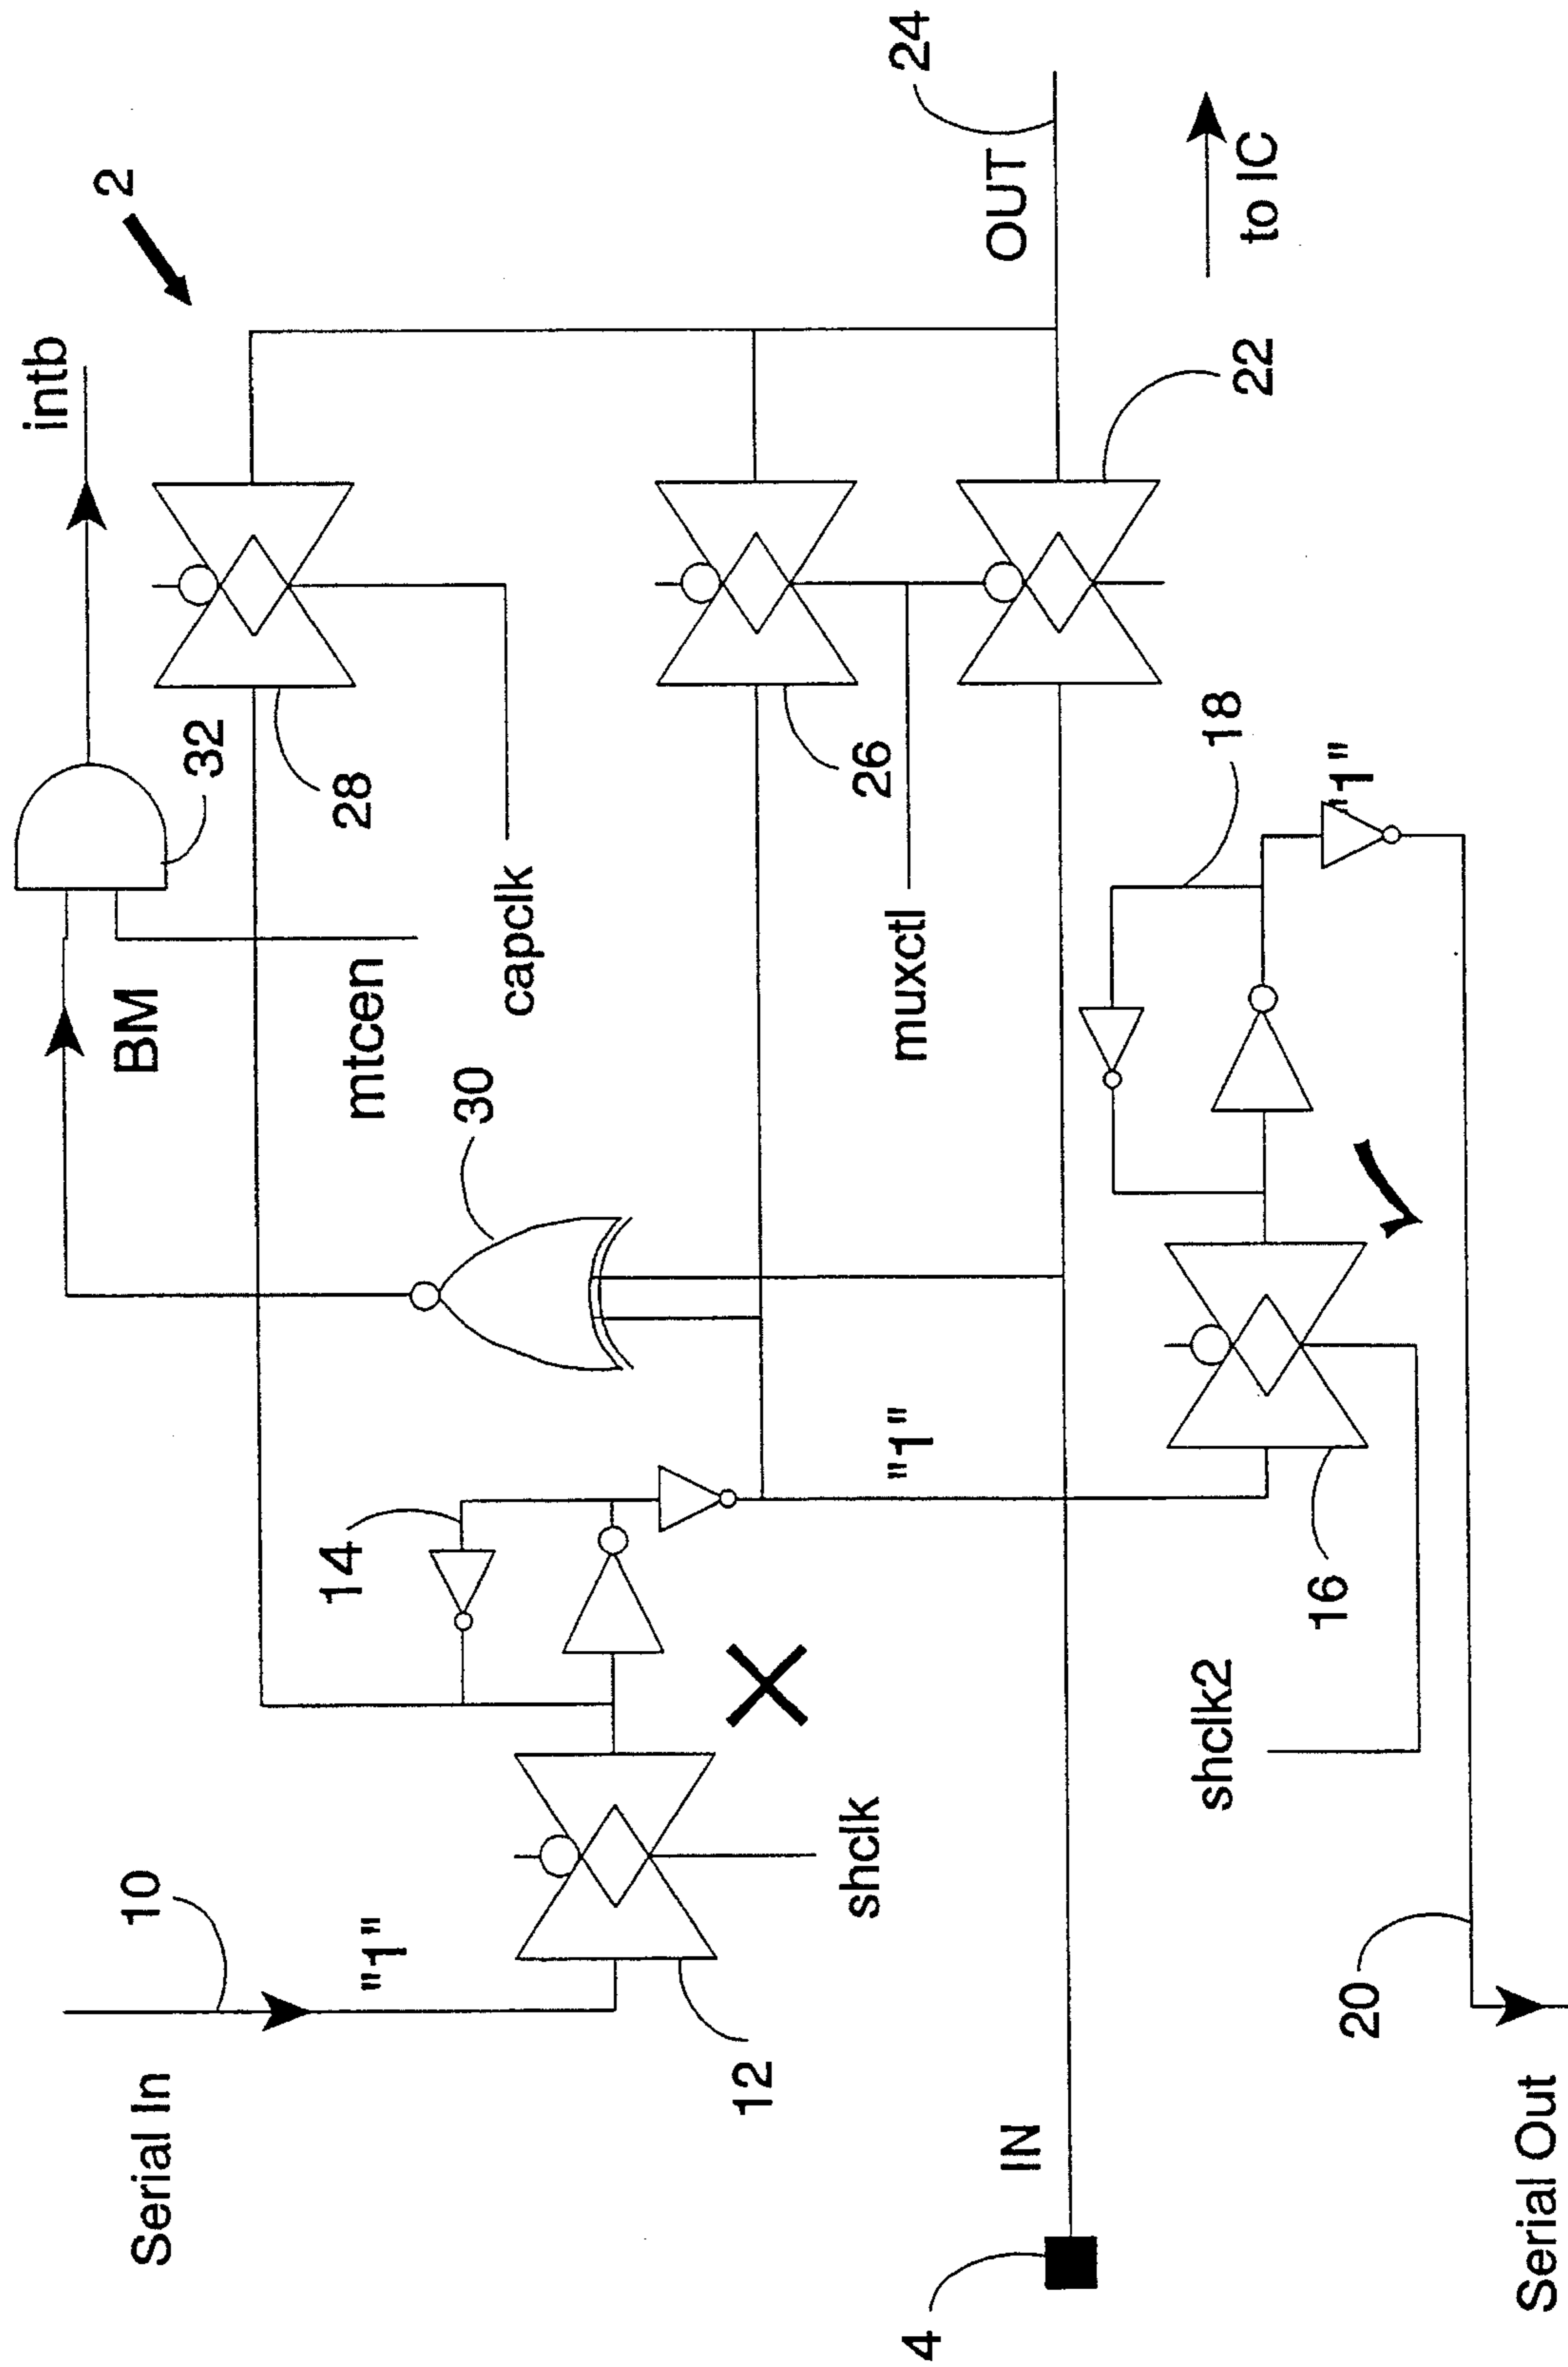 2
intb
Serial In
10
"1"
12
shclk
14
30
BM
mtcen
32
28
capclk
26
muxctl
22
OUT
24
to IC
4
IN
"1"
16
shclk2
18
"1"
20
Serial Out